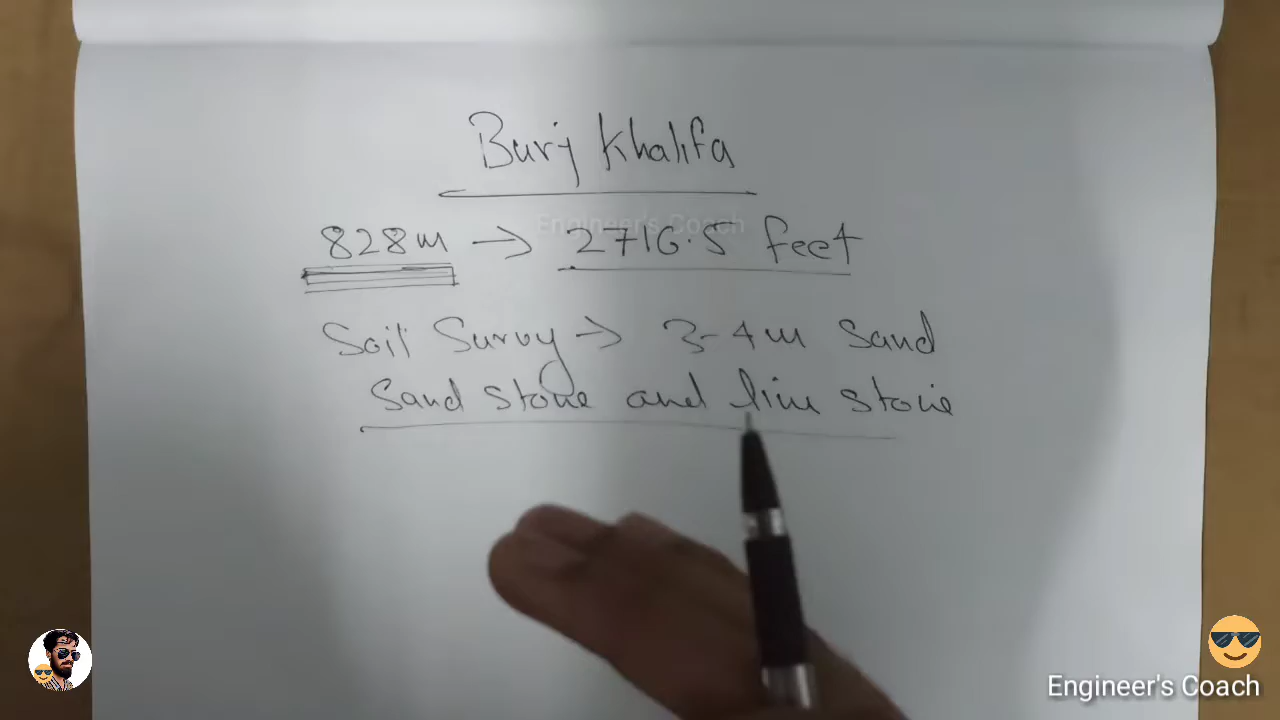 Burj Khalifa
Engineer's Coach
828m → 2716.5 feet
Soil Survy → 3-4m Sand
Sand stone and lime stone
Engineer's Coach